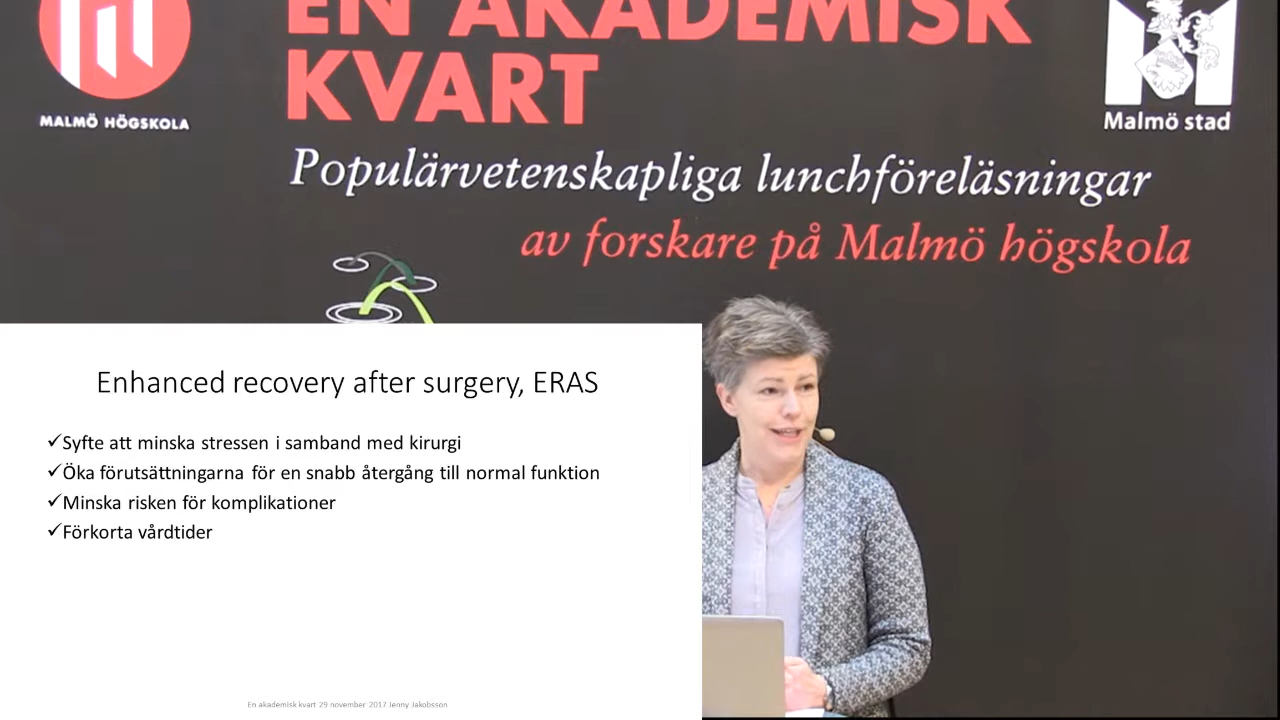 EN AKADEMISK
KVART
MALMÖ HÖGSKOLA
Malmö stad
Populärvetenskapliga lunchföreläsningar
av forskare på Malmö högskola
Enhanced recovery after surgery, ERAS
✓Syfte att minska stressen i samband med kirurgi
✓Öka förutsättningarna för en snabb återgång till normal funktion
✓Minska risken för komplikationer
✓Förkorta vårdtider
En akademisk kvart 29 november 2017 Jenny Jakobsson